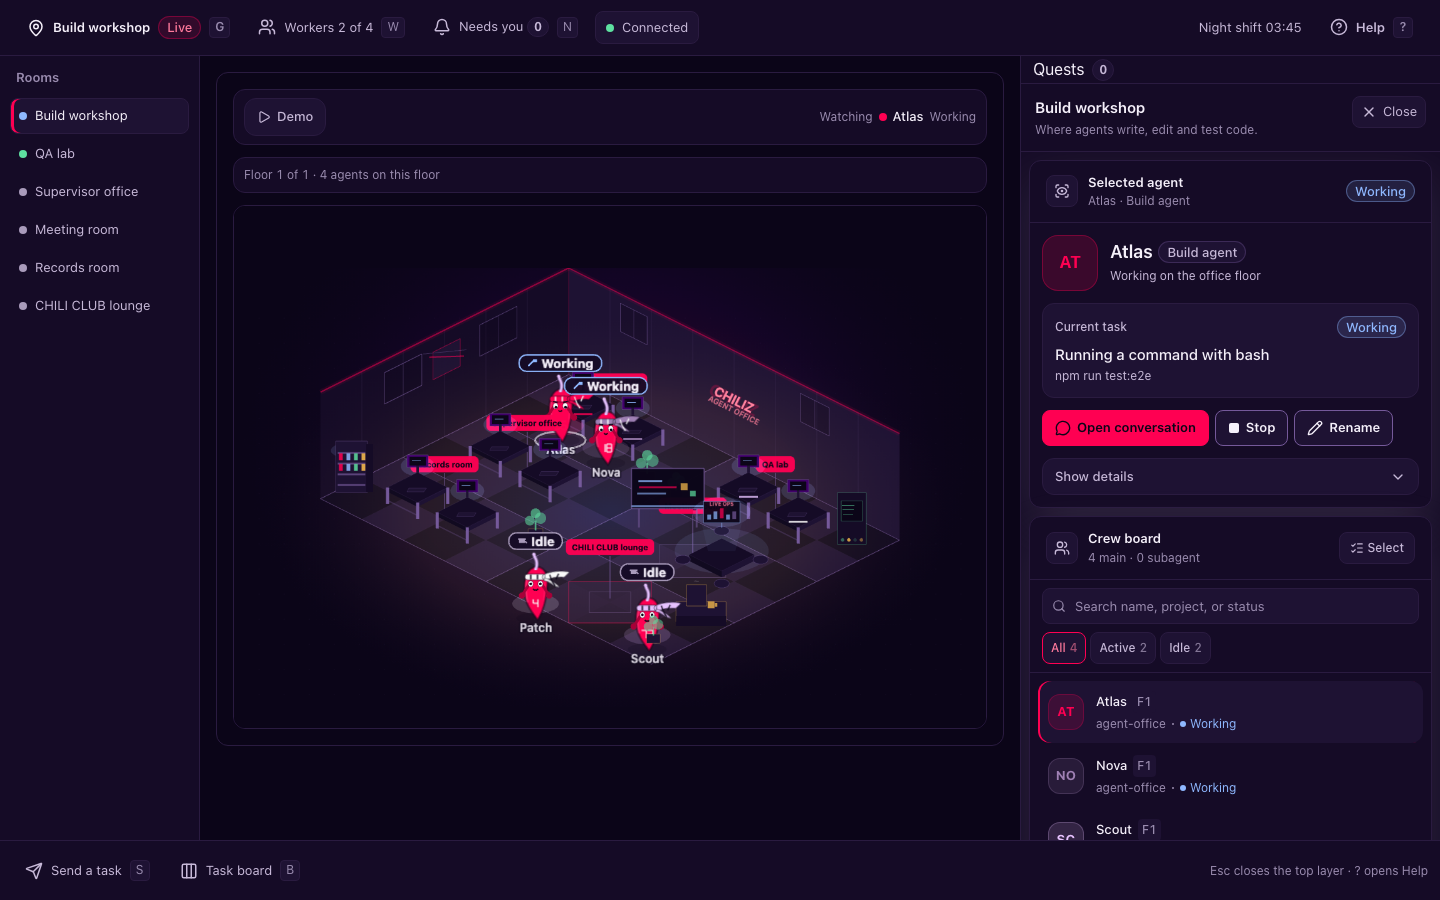 Build workshop Live G Workers 2 of 4 W Needs you 0 N Connected Night shift 03:45 Help ?
Rooms
Build workshop
QA lab
Supervisor office
Meeting room
Records room
CHILI CLUB lounge
Demo
Watching Atlas Working
Floor 1 of 1 · 4 agents on this floor
Working
Working
CHILIZ
AGENT OFFICE
Atlas
Nova
QA lab
LIVE OPS
Idle
CHILI CLUB lounge
Idle
Patch
Scout
Quests 0
Build workshop
Where agents write, edit and test code.
Close
Selected agent
Atlas · Build agent
Working
AT
Atlas Build agent
Working on the office floor
Current task
Working
Running a command with bash
npm run test:e2e
Open conversation Stop Rename
Show details
Crew board
4 main · 0 subagent
Select
Search name, project, or status
All 4 Active 2 Idle 2
AT
Atlas F1
agent-office · Working
NO
Nova F1
agent-office · Working
Scout F1
Send a task S Task board B
Esc closes the top layer · ? opens Help